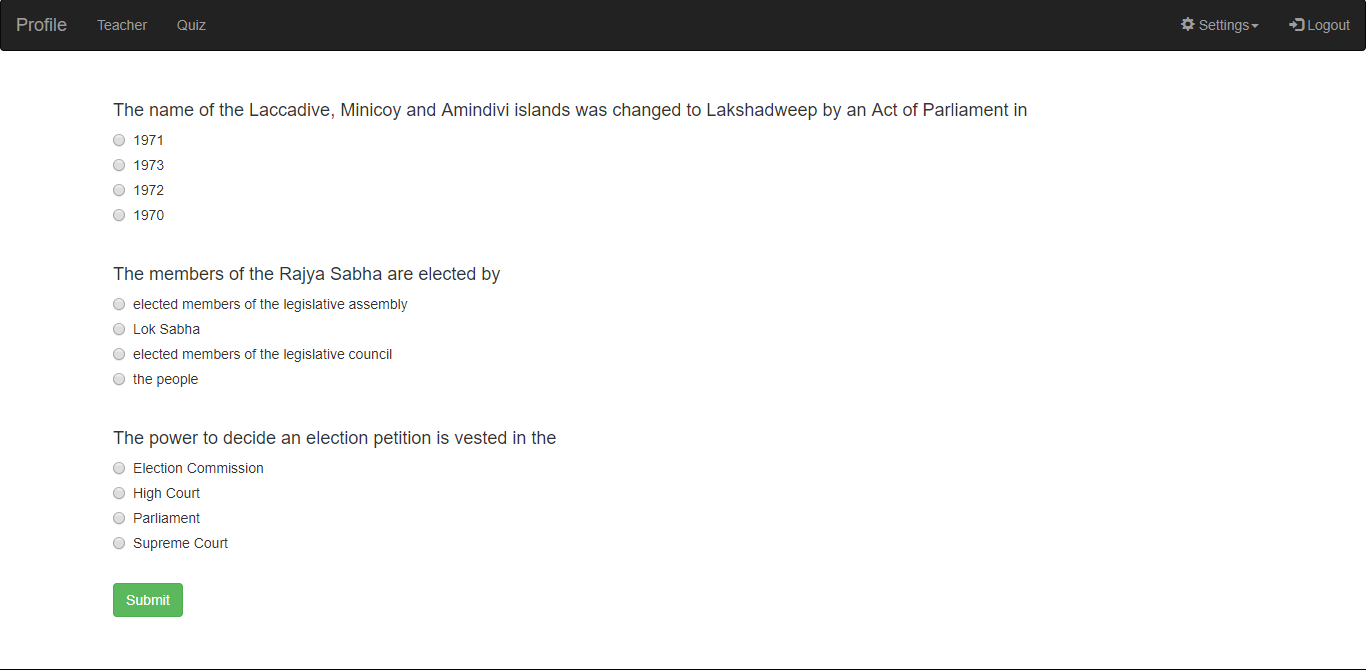 Profile Teacher Quiz Settings Logout
The name of the Laccadive, Minicoy and Amindivi islands was changed to Lakshadweep by an Act of Parliament in
1971
1973
1972
1970
The members of the Rajya Sabha are elected by
elected members of the legislative assembly
Lok Sabha
elected members of the legislative council
the people
The power to decide an election petition is vested in the
Election Commission
High Court
Parliament
Supreme Court
Submit